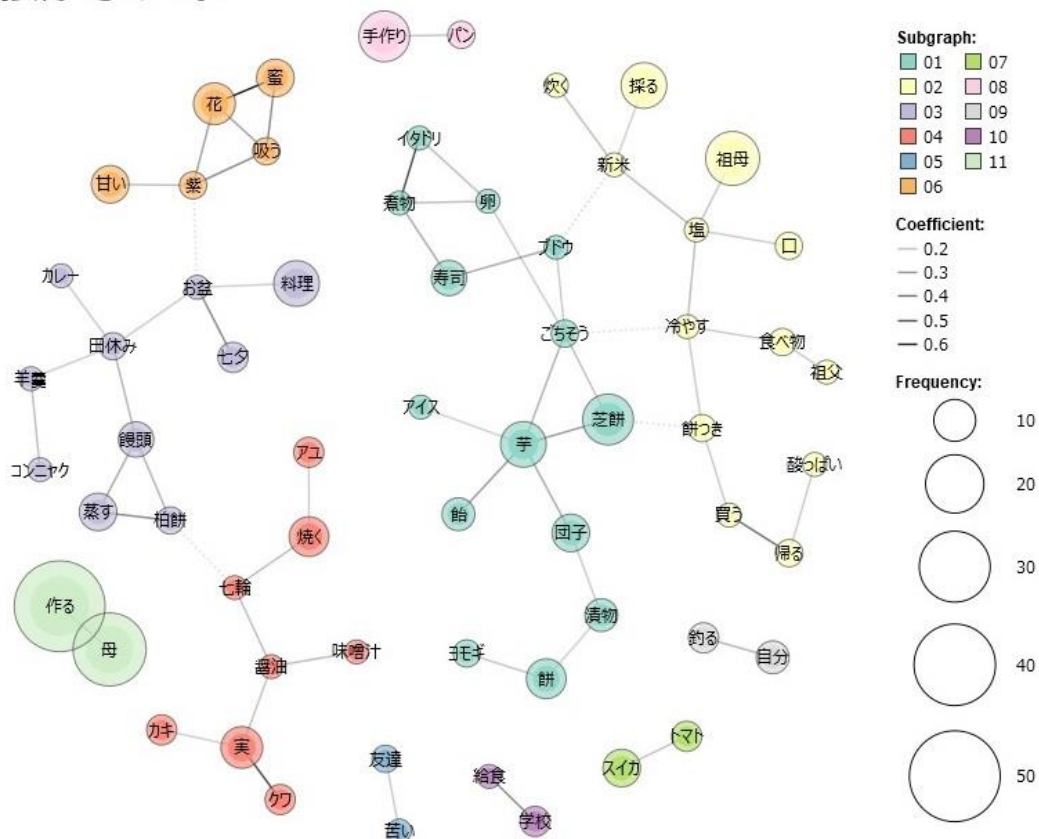 手作り
パン
蜜
花
吸う
甘い
紫
炊く
採る
祖母
新米
塩
口
イタドリ
煮物
卵
ブドウ
寿司
カレー
お盆
料理
田休み
七夕
羊羹
コンニャク
饅頭
蒸す
柏餅
ごちそう
冷やす
食べ物
祖父
アイス
芋
芝餅
餅つき
酸っぱい
飴
団子
買う
帰る
アユ
焼く
七輪
作る
母
醤油
味噌汁
漬物
ヨモギ
餅
釣る
自分
カキ
実
クワ
友達
苦い
給食
学校
トマト
スイカ
Subgraph:
01 07
02 08
03 09
04 10
05 11
06
Coefficient:
0.2
0.3
0.4
0.5
0.6
Frequency:
10
20
30
40
50